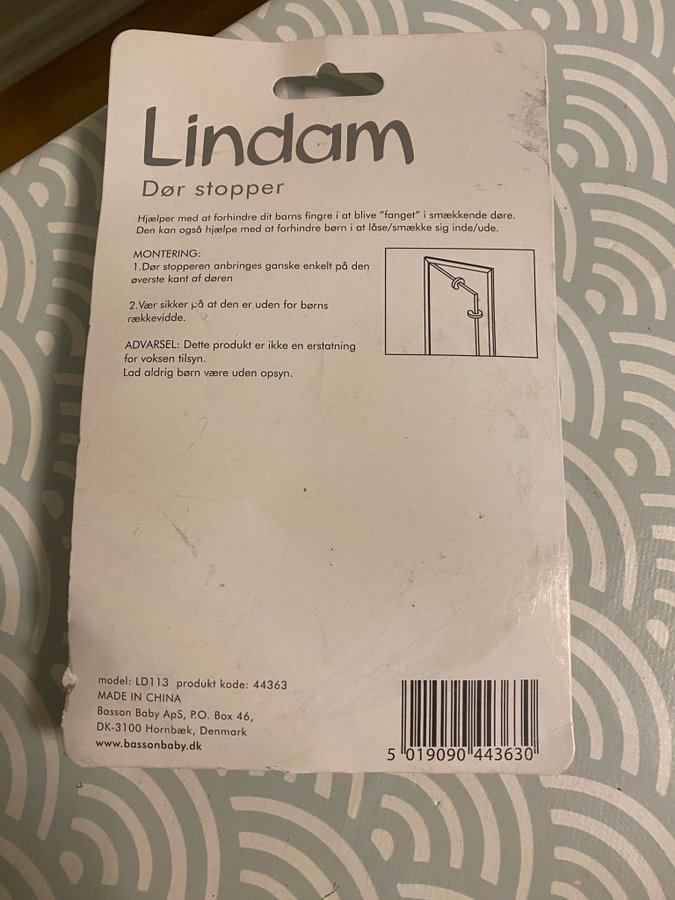 Lindam
Dør stopper
Hjælper med at forhindre dit barns fingre i at blive "fanget" i smækkende døre.
Den kan også hjælpe med at forhindre børn i at låse/smække sig inde/ude.
MONTERING:
1.Dør stopperen anbringes ganske enkelt på den
øverste kant af døren
2.Vær sikker på at den er uden for børns
rækkevidde.
ADVARSEL: Dette produkt er ikke en erstatning
for voksen tilsyn.
Lad aldrig børn være uden opsyn.
model: LD113 produkt kode: 44363
MADE IN CHINA
Basson Baby ApS, P.O. Box 46,
DK-3100 Hornbæk, Denmark
www.bassonbaby.dk
5 019090 443630